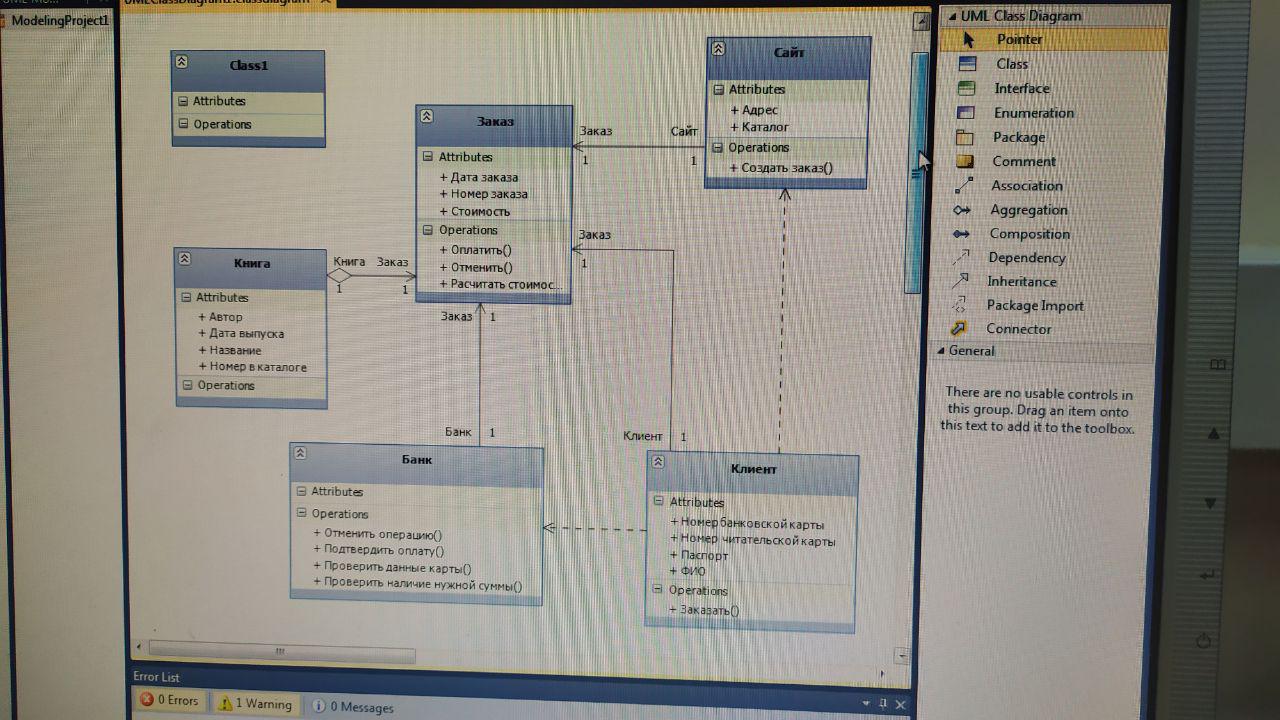 UMLClassDiagram1.classdiagram
ModelingProject1
Class1
Attributes
Operations
Заказ
Attributes
+ Дата заказа
+ Номер заказа
+ Стоимость
Operations
+ Оплатить()
+ Отменить()
+ Расчитать стоимос...
Сайт
Attributes
+ Адрес
+ Каталог
Operations
+ Создать заказ()
Заказ
Сайт
1
1
Заказ
1
Книга
Attributes
+ Автор
+ Дата выпуска
+ Название
+ Номер в каталоге
Operations
Книга
Заказ
1
1
Заказ
1
Банк
1
Клиент
1
Банк
Attributes
Operations
+ Отменить операцию()
+ Подтвердить оплату()
+ Проверить данные карты()
+ Проверить наличие нужной суммы()
Клиент
Attributes
+ Номер банковской карты
+ Номер читательской карты
+ Паспорт
+ ФИО
Operations
+ Заказать()
UML Class Diagram
Pointer
Class
Interface
Enumeration
Package
Comment
Association
Aggregation
Composition
Dependency
Inheritance
Package Import
Connector
General
There are no usable controls in
this group. Drag an item onto
this text to add it to the toolbox.
Error List
0 Errors
1 Warning
0 Messages